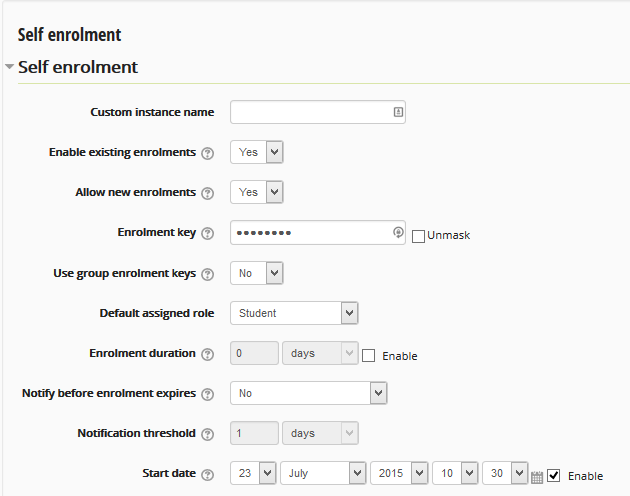 Self enrolment
Self enrolment
Custom instance name
Enable existing enrolments ? Yes
Allow new enrolments ? Yes
Enrolment key ? •••••••• Unmask
Use group enrolment keys ? No
Default assigned role Student
Enrolment duration ? 0 days Enable
Notify before enrolment expires ? No
Notification threshold ? 1 days
Start date ? 23 July 2015 10 30 Enable